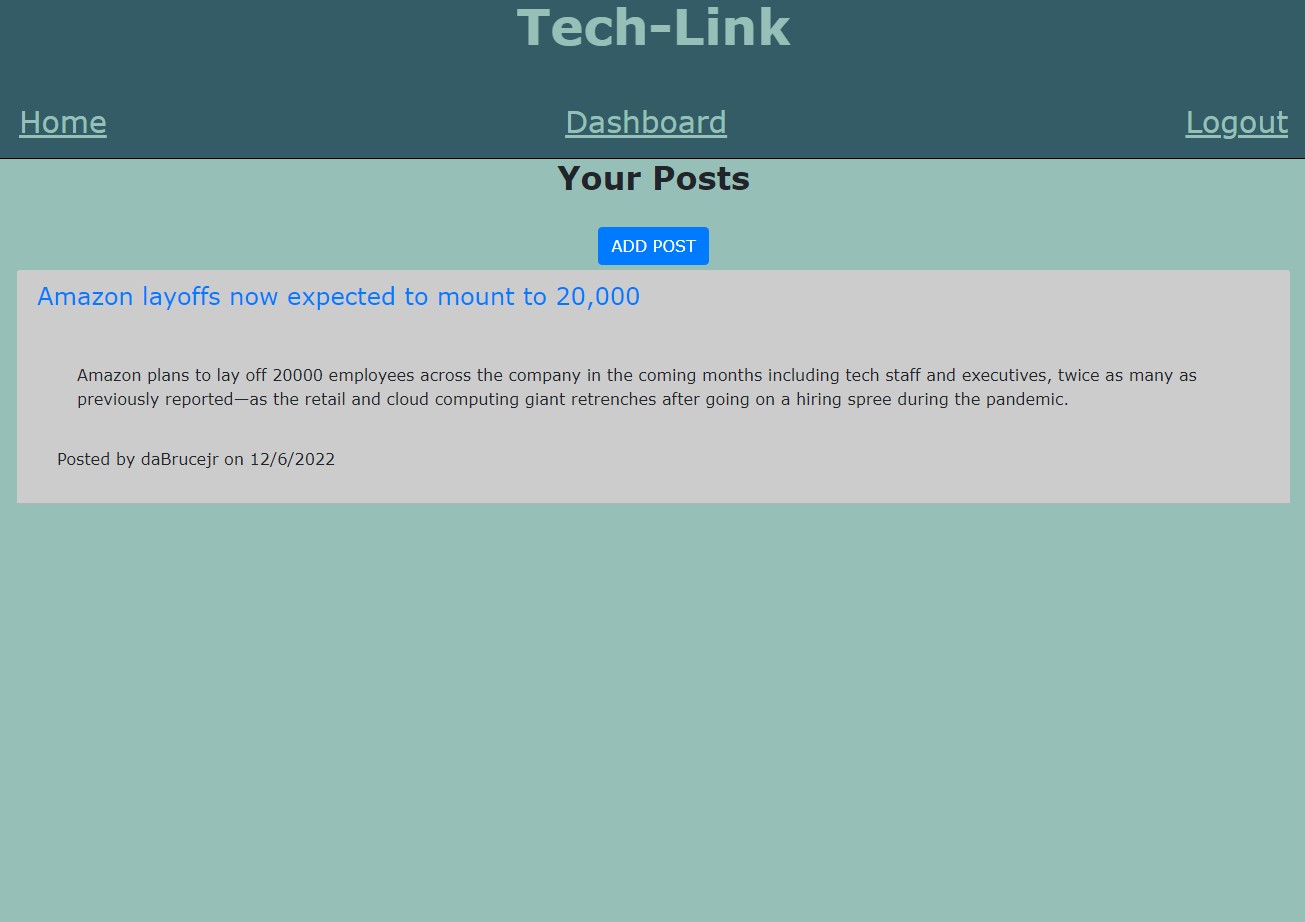 Tech-Link
Home Dashboard Logout
Your Posts
ADD POST
Amazon layoffs now expected to mount to 20,000
Amazon plans to lay off 20000 employees across the company in the coming months including tech staff and executives, twice as many as
previously reported—as the retail and cloud computing giant retrenches after going on a hiring spree during the pandemic.
Posted by daBrucejr on 12/6/2022